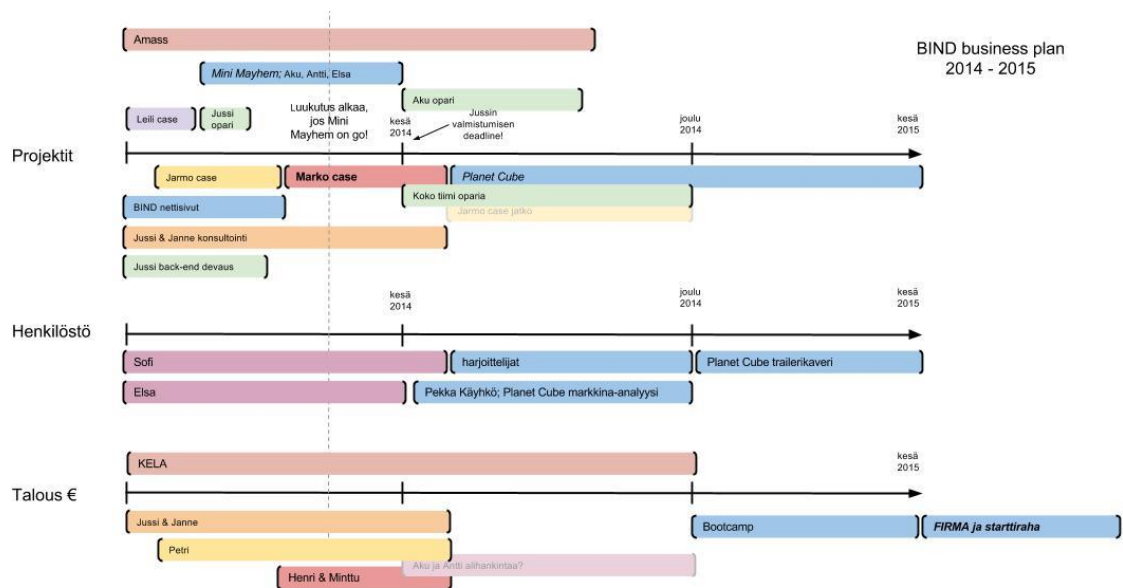 BIND business plan
2014 - 2015
Amass
Mini Mayhem; Aku, Antti, Elsa
Leili case
Jussi
opari
Luukutus alkaa,
jos Mini
Mayhem on go!
kesä
2014
Aku opari
Jussin
valmistumisen
deadline!
joulu
2014
kesä
2015
Projektit
Jarmo case
Marko case
Planet Cube
Koko tiimi oparia
Jarmo case jatko
BIND nettisivut
Jussi & Janne konsultointi
Jussi back-end devaus
kesä
2014
joulu
2014
kesä
2015
Henkilöstö
Sofi
harjoittelijat
Planet Cube trailerikaveri
Elsa
Pekka Käyhkö; Planet Cube markkina-analyysi
KELA
kesä
2015
Talous €
Jussi & Janne
Bootcamp
FIRMA ja starttiraha
Petri
Aku ja Antti alihankintaa?
Henri & Minttu